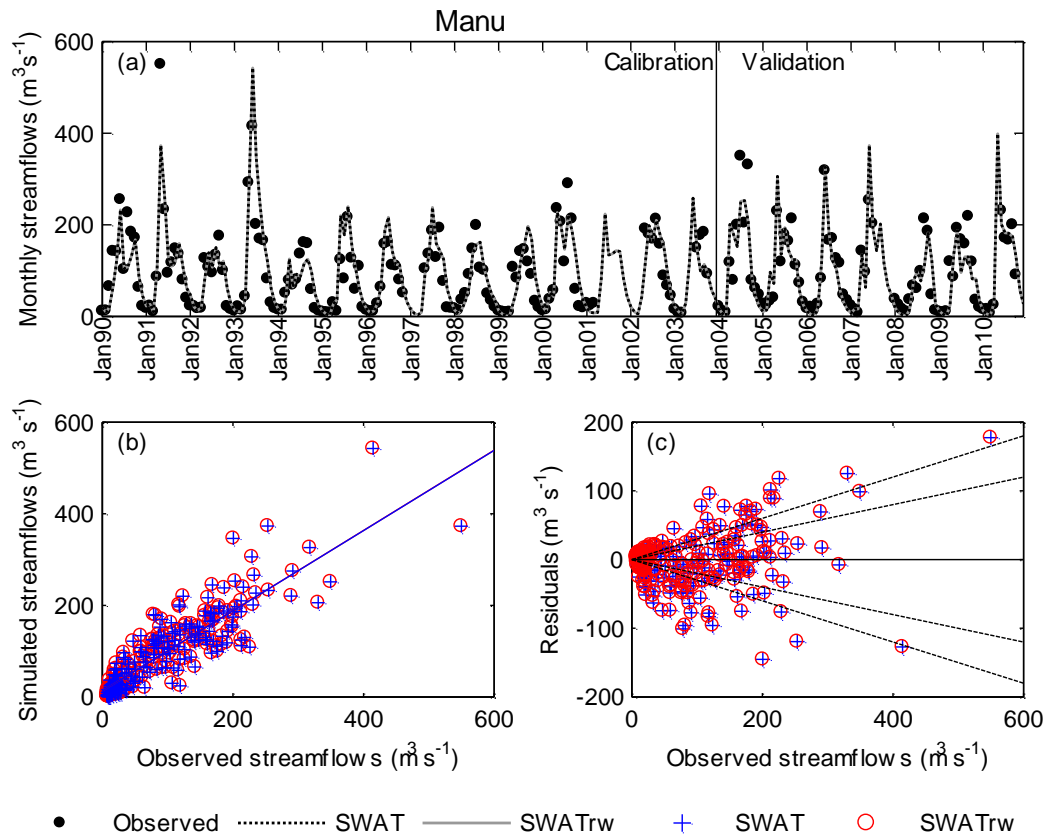 Manu
Monthly streamflows (m³s⁻¹)
600
400
200
0
(a)
Calibration
Validation
Jan90
Jan91
Jan92
Jan93
Jan94
Jan95
Jan96
Jan97
Jan98
Jan99
Jan00
Jan01
Jan02
Jan03
Jan04
Jan05
Jan06
Jan07
Jan08
Jan09
Jan10
Simulated streamflows (m³ s⁻¹)
600
400
200
0
(b)
0 200 400 600
Observed streamflows (m³ s⁻¹)
Residuals (m³ s⁻¹)
200
100
0
-100
-200
(c)
0 200 400 600
Observed streamflows (m³ s⁻¹)
Observed SWAT SWATrw SWAT SWATrw